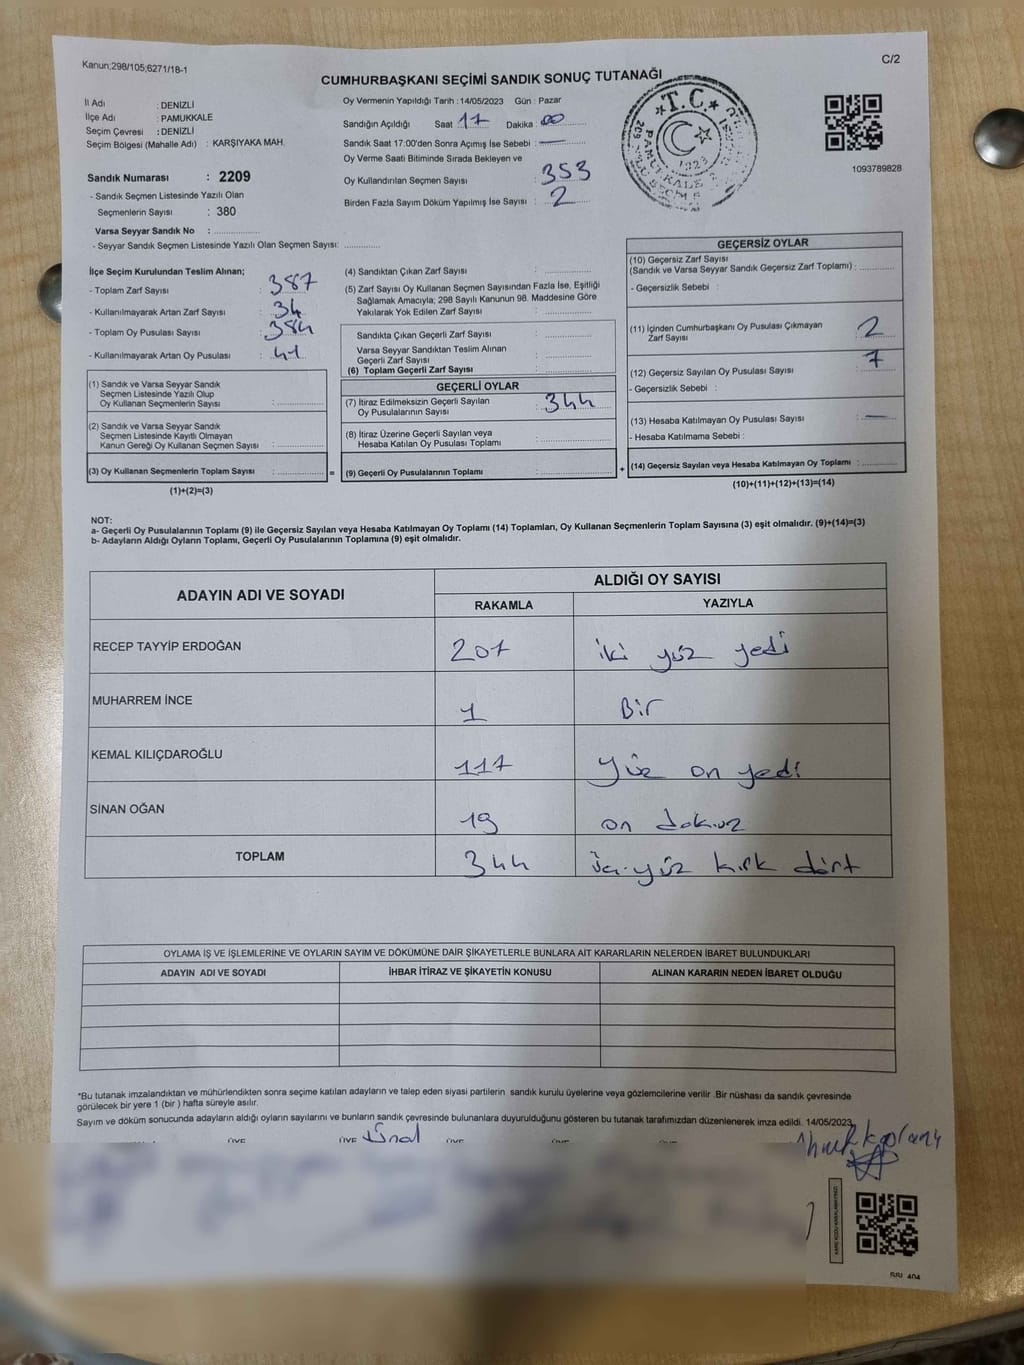 Kanun:298/105;6271/18-1
C/2
CUMHURBAŞKANI SEÇİMİ SANDIK SONUÇ TUTANAĞI
İl Adı : DENİZLİ
İlçe Adı : PAMUKKALE
Seçim Çevresi : DENİZLİ
Seçim Bölgesi (Mahalle Adı) : KARŞIYAKA MAH.
Sandık Numarası : 2209
- Sandık Seçmen Listesinde Yazılı Olan
Seçmenlerin Sayısı : 380
Varsa Seyyar Sandık No :
- Seyyar Sandık Seçmen Listesinde Yazılı Olan Seçmen Sayısı:
Oy Vermenin Yapıldığı Tarih : 14/05/2023 Gün : Pazar
Sandığın Açıldığı Saat 17 Dakika : 00
Sandık Saat 17:00'den Sonra Açımış İse Sebebi : —
Oy Verme Saati Bitiminde Sırada Bekleyen ve
Oy Kullandırılan Seçmen Sayısı : 353
Birden Fazla Sayım Döküm Yapılmış İse Sayısı : 2
T.C.
1923
1093789828
İlçe Seçim Kurulundan Teslim Alınan;
- Toplam Zarf Sayısı : 387
- Kullanılmayarak Artan Zarf Sayısı : 34
- Toplam Oy Pusulası Sayısı : 384
- Kullanılmayarak Artan Oy Pusulası : 41
(1) Sandık ve Varsa Seyyar Sandık
Seçmen Listesinde Yazılı Olup
Oy Kullanan Seçmenlerin Sayısı :
(2) Sandık ve Varsa Seyyar Sandık
Seçmen Listesinde Kayıtlı Olmayan
Kanun Gereği Oy Kullanan Seçmen Sayısı :
(3) Oy Kullanan Seçmenlerin Toplam Sayısı :
(1)+(2)=(3)
=
(4) Sandıktan Çıkan Zarf Sayısı :
(5) Zarf Sayısı Oy Kullanan Seçmen Sayısından Fazla İse, Eşitliği
Sağlamak Amacıyla; 298 Sayılı Kanunun 98. Maddesine Göre
Yakılarak Yok Edilen Zarf Sayısı :
Sandıkta Çıkan Geçerli Zarf Sayısı :
Varsa Seyyar Sandıktan Teslim Alınan
Geçerli Zarf Sayısı :
(6) Toplam Geçerli Zarf Sayısı :
GEÇERLİ OYLAR
(7) İtiraz Edilmeksizin Geçerli Sayılan
Oy Pusulalarının Sayısı : 344
(8) İtiraz Üzerine Geçerli Sayılan veya
Hesaba Katılan Oy Pusulası Toplamı :
(9) Geçerli Oy Pusulalarının Toplamı :
+
GEÇERSİZ OYLAR
(10) Geçersiz Zarf Sayısı
(Sandık ve Varsa Seyyar Sandık Geçersiz Zarf Toplamı) :
- Geçersizlik Sebebi :
(11) İçinden Cumhurbaşkanı Oy Pusulası Çıkmayan
Zarf Sayısı : 2
(12) Geçersiz Sayılan Oy Pusulası Sayısı : 7
- Geçersizlik Sebebi :
(13) Hesaba Katılmayan Oy Pusulası Sayısı : —
- Hesaba Katılmama Sebebi :
(14) Geçersiz Sayılan veya Hesaba Katılmayan Oy Toplamı :
(10)+(11)+(12)+(13)=(14)
NOT:
a- Geçerli Oy Pusulalarının Toplamı (9) ile Geçersiz Sayılan veya Hesaba Katılmayan Oy Toplamı (14) Toplamları, Oy Kullanan Seçmenlerin Toplam Sayısına (3) eşit olmalıdır. (9)+(14)=(3)
b- Adayların Aldığı Oyların Toplamı, Geçerli Oy Pusulalarının Toplamına (9) eşit olmalıdır.
ADAYIN ADI VE SOYADI
ALDIĞI OY SAYISI
RAKAMLA YAZIYLA
RECEP TAYYİP ERDOĞAN 207 iki yüz yedi
MUHARREM İNCE 1 Bir
KEMAL KILIÇDAROĞLU 117 Yüz on yedi
SİNAN OĞAN 19 on dokuz
TOPLAM 344 üç yüz kırk dört
OYLAMA İŞ VE İŞLEMLERİNE VE OYLARIN SAYIM VE DÖKÜMÜNE DAİR ŞİKAYETLERLE BUNLARA AİT KARARLARIN NELERDEN İBARET BULUNDUKLARI
ADAYIN ADI VE SOYADI İHBAR İTİRAZ VE ŞİKAYETİN KONUSU ALINAN KARARIN NEDEN İBARET OLDUĞU
*Bu tutanak imzalandıktan ve mühürlendikten sonra seçime katılan adayların ve talep eden siyasi partilerin sandık kurulu üyelerine veya gözlemcilerine verilir. Bir nüshası da sandık çevresinde
görülecek bir yere 1 (bir) hafta süreyle asılır.
Sayım ve döküm sonucunda adayların aldığı oyların sayılarını ve bunların sandık çevresinde bulunanlara duyurulduğunu gösteren bu tutanak tarafımızdan düzenlenerek imza edildi. 14/05/2023
ÜYE ÜYE Ünal ÜYE ÜYE ÜYE